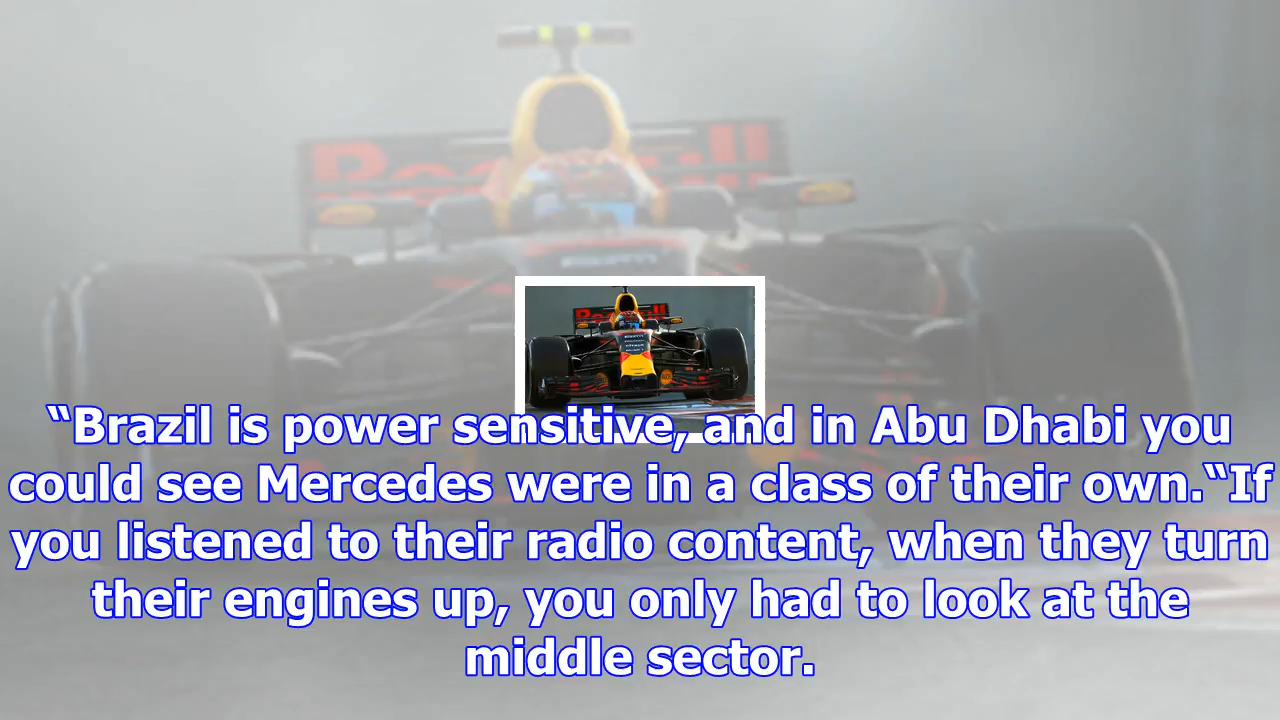 Red Bull
“Brazil is power sensitive, and in Abu Dhabi you
could see Mercedes were in a class of their own.“If
you listened to their radio content, when they turn
their engines up, you only had to look at the
middle sector.